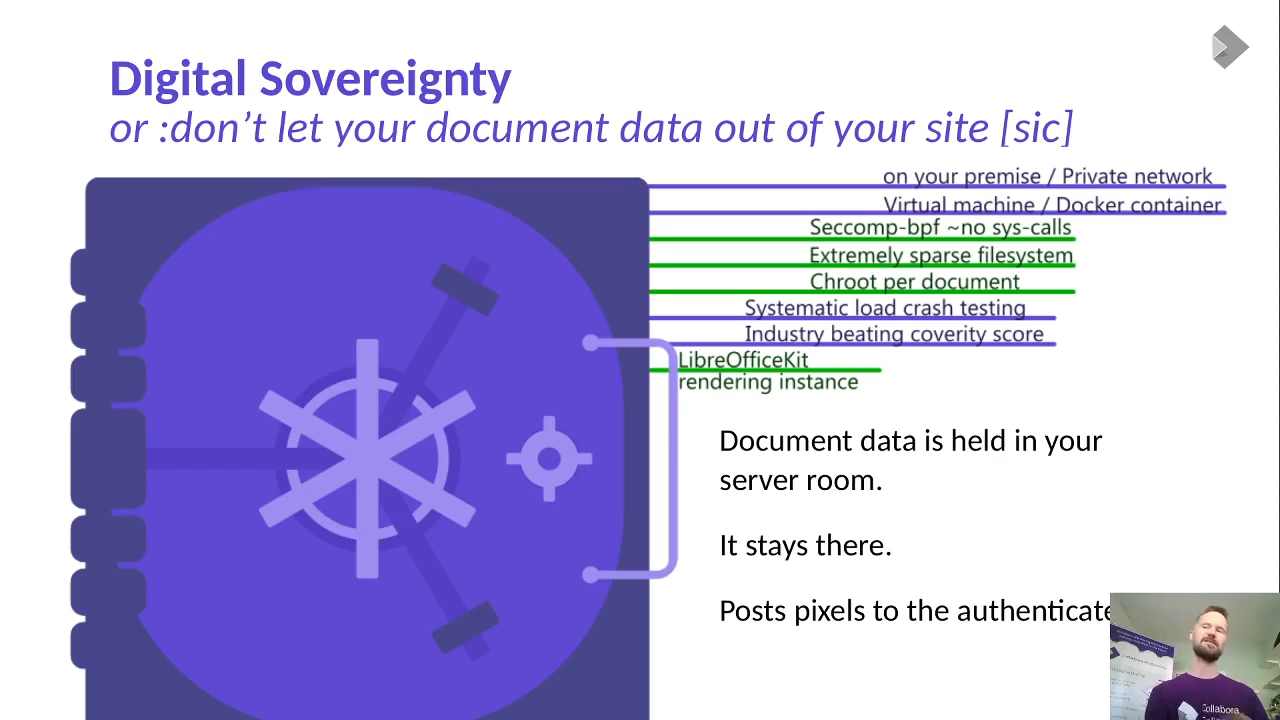 Digital Sovereignty
or :don’t let your document data out of your site [sic]
on your premise / Private network
Virtual machine / Docker container
Seccomp-bpf ~no sys-calls
Extremely sparse filesystem
Chroot per document
Systematic load crash testing
Industry beating coverity score
LibreOfficeKit
rendering instance
Document data is held in your
server room.
It stays there.
Posts pixels to the authenticate
Collabora